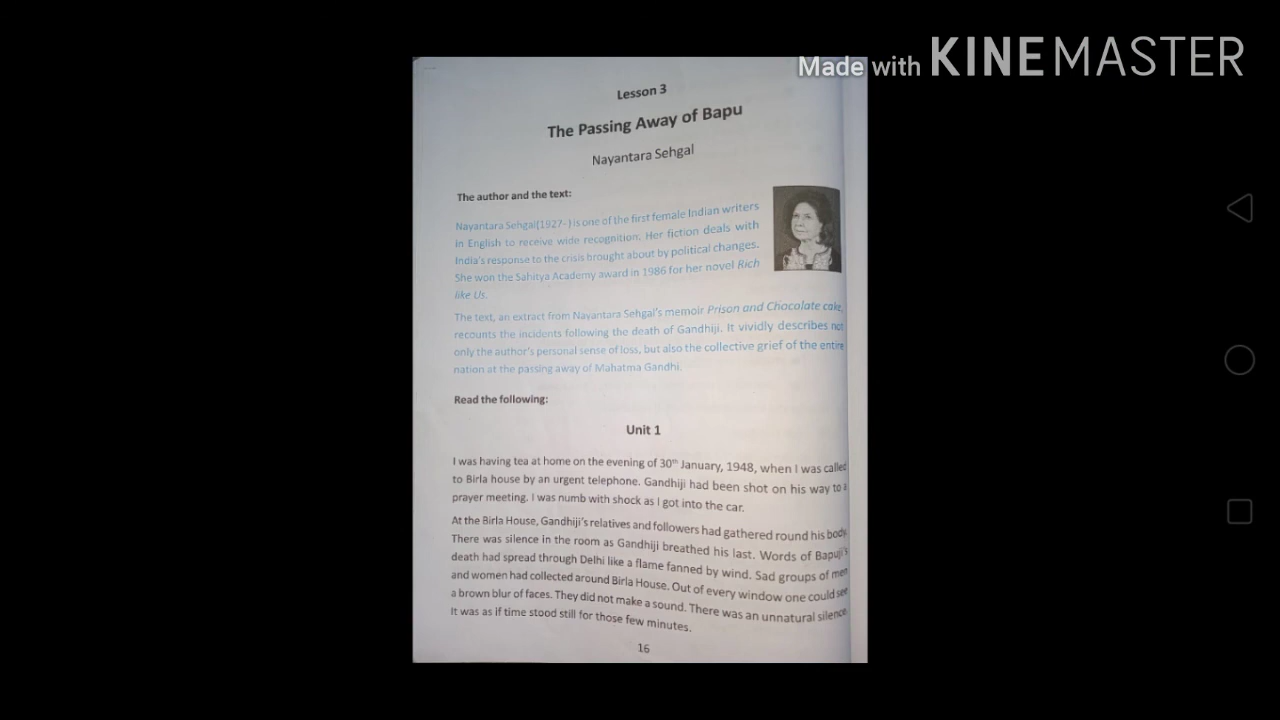 Made with KINEMASTER
Lesson 3
The Passing Away of Bapu
Nayantara Sehgal
The author and the text:
Nayantara Sehgal(1927-) is one of the first female Indian writers
in English to receive wide recognition. Her fiction deals with
India's response to the crisis brought about by political changes.
She won the Sahitya Academy award in 1986 for her novel Rich
like Us.
The text, an extract from Nayantara Sehgal's memoir Prison and Chocolate cake,
recounts the incidents following the death of Gandhiji. It vividly describes not
only the author's personal sense of loss, but also the collective grief of the entire
nation at the passing away of Mahatma Gandhi.
Read the following:
Unit 1
I was having tea at home on the evening of 30th January, 1948, when I was called
to Birla house by an urgent telephone. Gandhiji had been shot on his way to a
prayer meeting. I was numb with shock as I got into the car.
At the Birla House, Gandhiji's relatives and followers had gathered round his body.
There was silence in the room as Gandhiji breathed his last. Words of Bapuji's
death had spread through Delhi like a flame fanned by wind. Sad groups of men
and women had collected around Birla House. Out of every window one could see
a brown blur of faces. They did not make a sound. There was an unnatural silence.
It was as if time stood still for those few minutes.
16